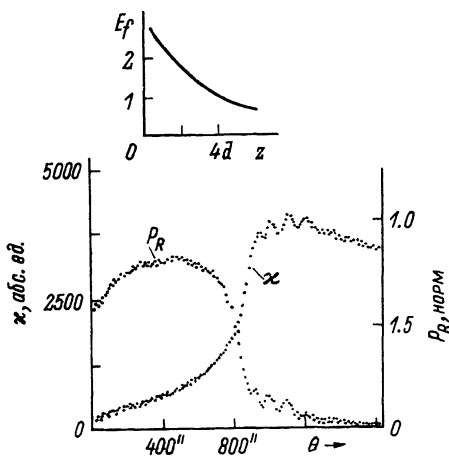 E_f
2
1
0
4d
z
5000
2500
0
ϰ, абс. ед.
P_R
ϰ
1.0
1.5
0
P_R, норм
400"
800"
θ →